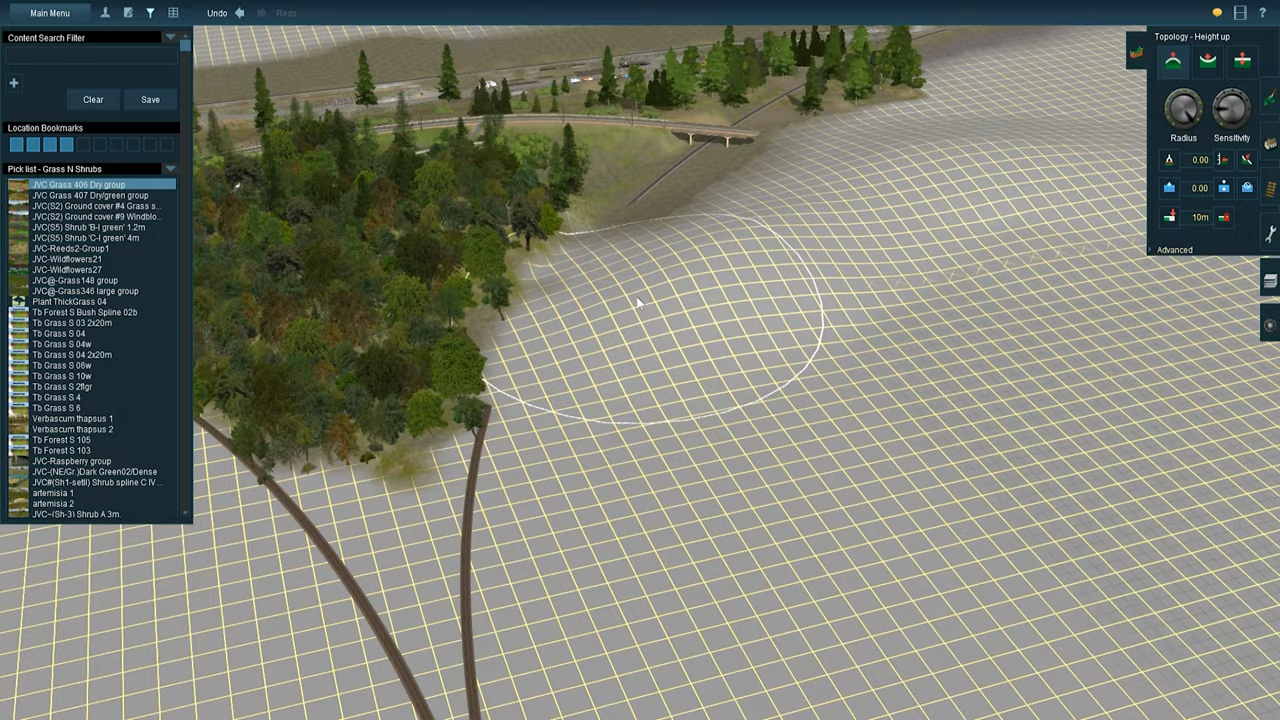 Main Menu
Undo
Redo
?
Content Search Filter
Clear
Save
Location Bookmarks
Pick list - Grass N Shrubs
JVC Grass 406 Dry group
JVC Grass 407 Dry/green group
JVC(S2) Ground cover #4 Grass s...
JVC(S2) Ground cover #9 Windblo...
JVC(S5) Shrub 'B-I green' 1.2m
JVC(S5) Shrub 'C-I green' 4m
JVC-Reeds2-Group1
JVC-Wildflowers21
JVC-Wildflowers27
JVC@-Grass148 group
JVC@-Grass346 large group
Plant ThickGrass 04
Tb Forest S Bush Spline 02b
Tb Grass S 03 2x20m
Tb Grass S 04
Tb Grass S 04w
Tb Grass S 04 2x20m
Tb Grass S 06w
Tb Grass S 10w
Tb Grass S 2flgr
Tb Grass S 4
Tb Grass S 6
Verbascum thapsus 1
Verbascum thapsus 2
Tb Forest S 105
Tb Forest S 103
JVC-Raspberry group
JVC-(NE/Gr.)Dark Green02/Dense
JVC#(Sh1-setII) Shrub spline C IV ...
artemisia 1
artemisia 2
JVC~(Sh-3) Shrub A 3m.
Topology - Height up
Radius
Sensitivity
0.00
0.00
10m
Advanced